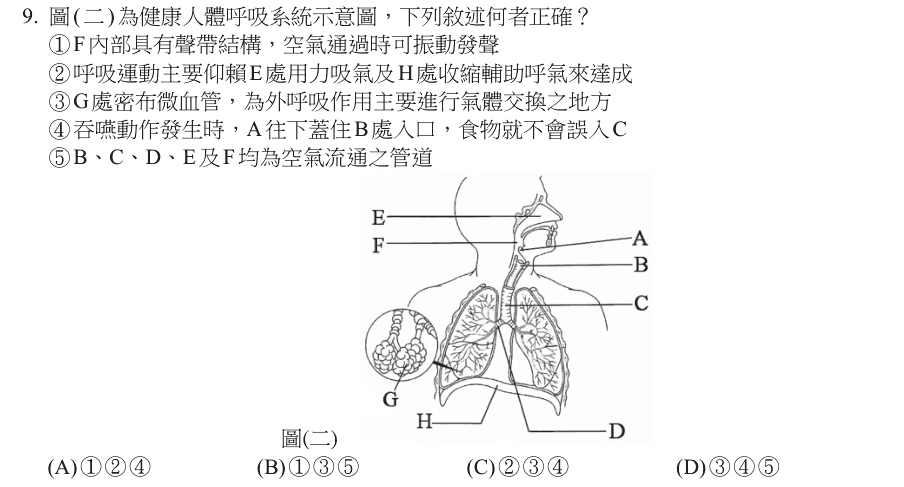 9. 圖(二)為健康人體呼吸系統示意圖，下列敘述何者正確？
①F內部具有聲帶結構，空氣通過時可振動發聲
②呼吸運動主要仰賴E處用力吸氣及H處收縮輔助呼氣來達成
③G處密布微血管，為外呼吸作用主要進行氣體交換之地方
④吞嚥動作發生時，A往下蓋住B處入口，食物就不會誤入C
⑤B、C、D、E及F均為空氣流通之管道
E
F
A
B
C
G
H
D
圖(二)
(A)①②④ (B)①③⑤ (C)②③④ (D)③④⑤